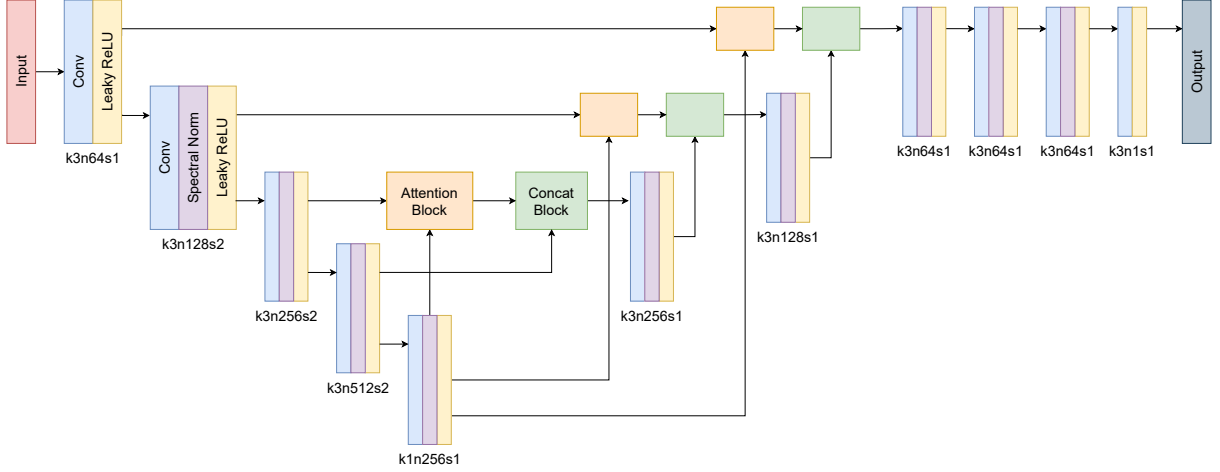 Input
Conv
Leaky ReLU
k3n64s1
Conv
Spectral Norm
Leaky ReLU
k3n128s2
k3n256s2
k3n512s2
k1n256s1
Attention
Block
Concat
Block
k3n256s1
k3n128s1
k3n64s1
k3n64s1
k3n64s1
k3n1s1
Output